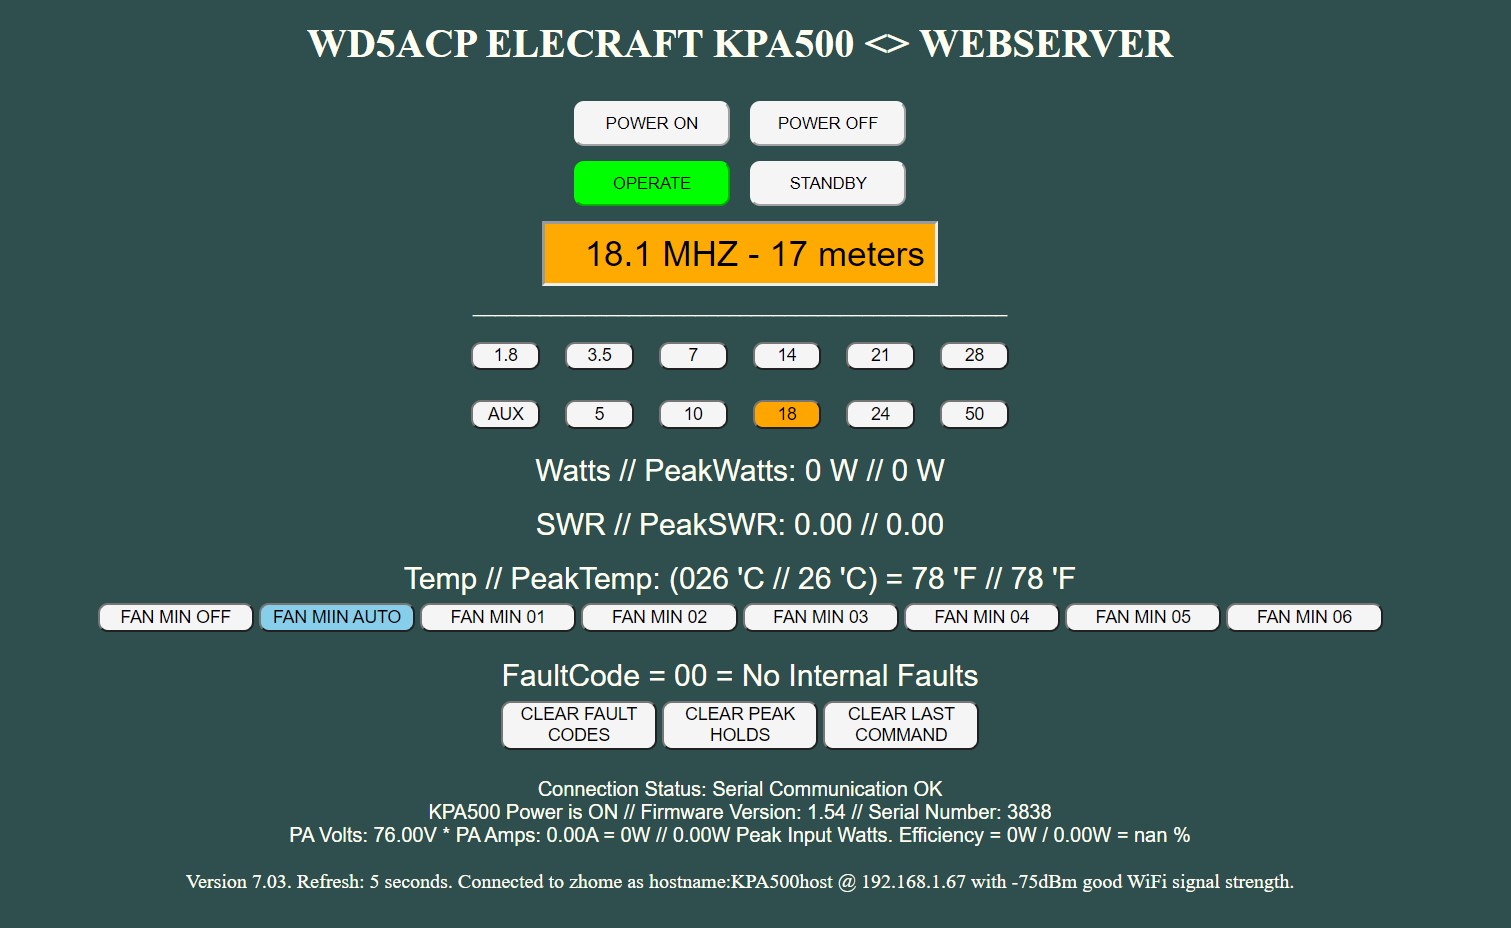 WD5ACP ELECRAFT KPA500 <> WEBSERVER
POWER ON POWER OFF
OPERATE STANDBY
18.1 MHZ - 17 meters
1.8 3.5 7 14 21 28
AUX 5 10 18 24 50
Watts // PeakWatts: 0 W // 0 W
SWR // PeakSWR: 0.00 // 0.00
Temp // PeakTemp: (026 'C // 26 'C) = 78 'F // 78 'F
FAN MIN OFF FAN MIIN AUTO FAN MIN 01 FAN MIN 02 FAN MIN 03 FAN MIN 04 FAN MIN 05 FAN MIN 06
FaultCode = 00 = No Internal Faults
CLEAR FAULT CODES CLEAR PEAK HOLDS CLEAR LAST COMMAND
Connection Status: Serial Communication OK
KPA500 Power is ON // Firmware Version: 1.54 // Serial Number: 3838
PA Volts: 76.00V * PA Amps: 0.00A = 0W // 0.00W Peak Input Watts. Efficiency = 0W / 0.00W = nan %
Version 7.03. Refresh: 5 seconds. Connected to zhome as hostname:KPA500host @ 192.168.1.67 with -75dBm good WiFi signal strength.